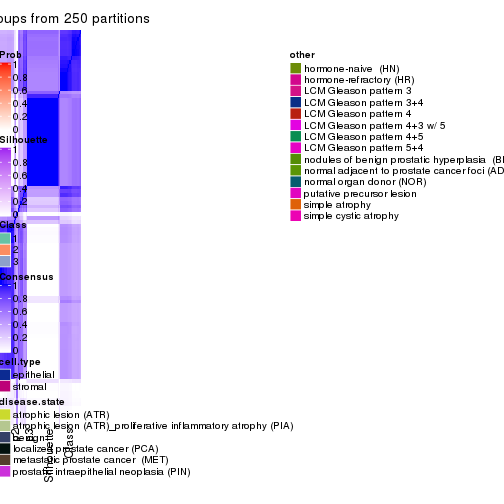 oups from 250 partitions
Prob
1
0.8
0.6
0.4
0.2
0
Silhouette
1
0.8
0.6
0.4
0.2
0
Class
1
2
3
Consensus
1
0.8
0.6
0.4
0.2
0
cell.type
epithelial
stromal
disease.state
atrophic lesion (ATR)
atrophic lesion (ATR)_proliferative inflammatory atrophy (PIA)
benign
localized prostate cancer (PCA)
metastatic prostate cancer (MET)
prostatic intraepithelial neoplasia (PIN)
Silhouette
Class
other
hormone-naive (HN)
hormone-refractory (HR)
LCM Gleason pattern 3
LCM Gleason pattern 3+4
LCM Gleason pattern 4
LCM Gleason pattern 4+3 w/ 5
LCM Gleason pattern 4+5
LCM Gleason pattern 5+4
nodules of benign prostatic hyperplasia (B
normal adjacent to prostate cancer foci (AD
normal organ donor (NOR)
putative precursor lesion
simple atrophy
simple cystic atrophy